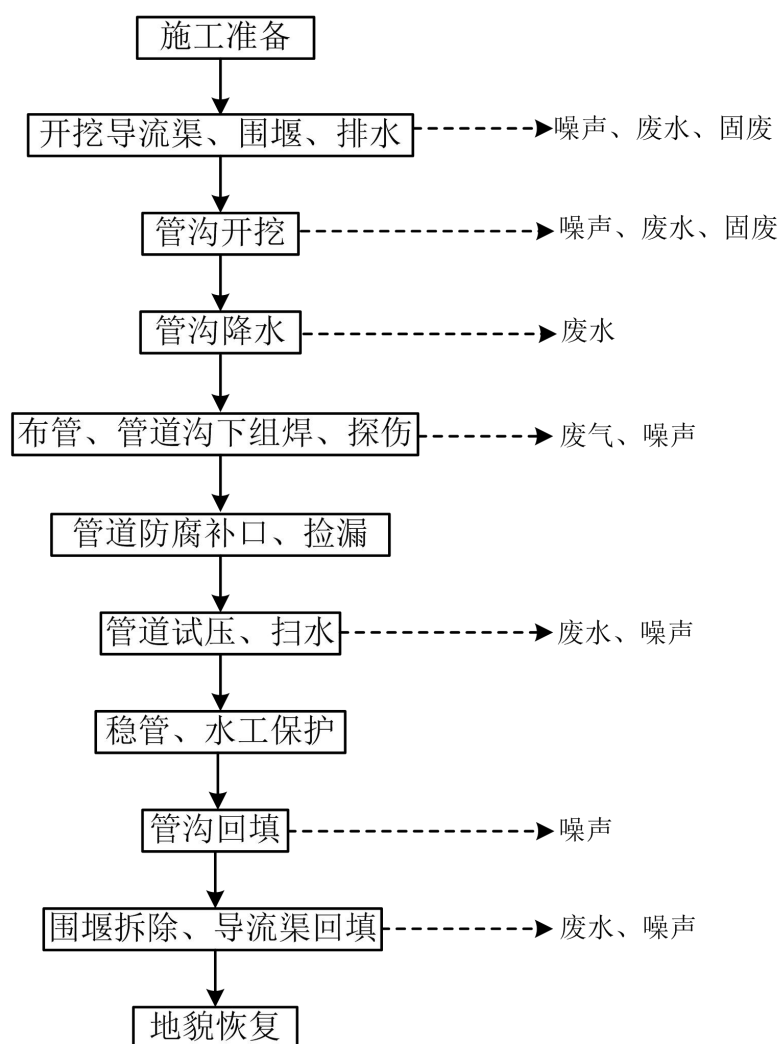 施工准备
开挖导流渠、围堰、排水
噪声、废水、固废
管沟开挖
噪声、废水、固废
管沟降水
废水
布管、管道沟下组焊、探伤
废气、噪声
管道防腐补口、捡漏
管道试压、扫水
废水、噪声
稳管、水工保护
管沟回填
噪声
围堰拆除、导流渠回填
废水、噪声
地貌恢复